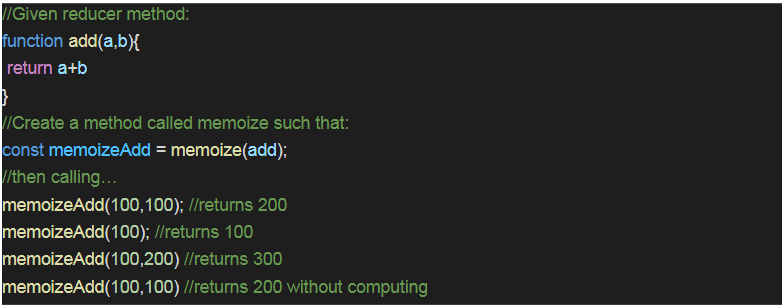 //Given reducer method:
function add(a,b){
return a+b
}
//Create a method called memoize such that:
const memoizeAdd = memoize(add);
//then calling…
memoizeAdd(100,100); //returns 200
memoizeAdd(100); //returns 100
memoizeAdd(100,200) //returns 300
memoizeAdd(100,100) //returns 200 without computing